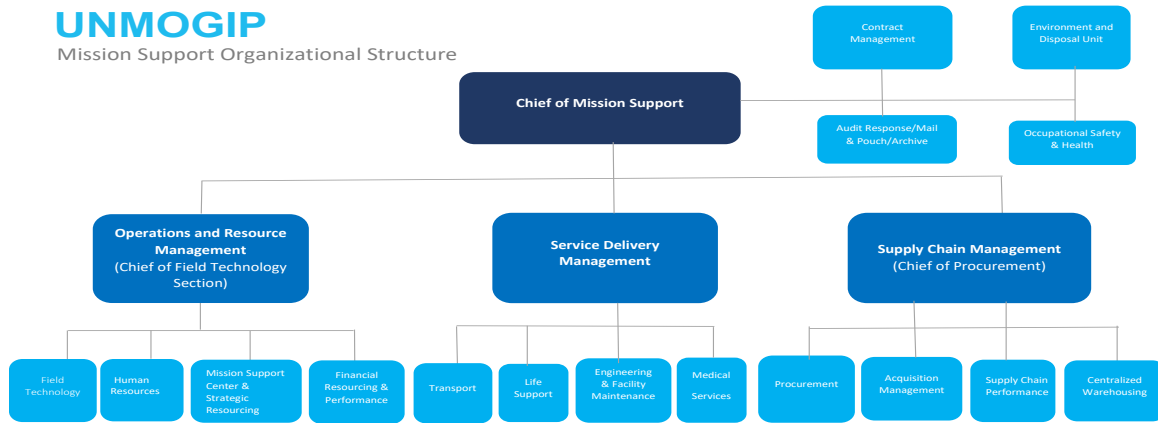 UNMOGIP
Mission Support Organizational Structure
Contract
Management
Environment and
Disposal Unit
Chief of Mission Support
Audit Response/Mail
& Pouch/Archive
Occupational Safety
& Health
Operations and Resource
Management
(Chief of Field Technology
Section)
Service Delivery
Management
Supply Chain Management
(Chief of Procurement)
Field
Technology
Human
Resources
Mission Support
Center &
Strategic
Resourcing
Financial
Resourcing &
Performance
Transport
Life
Support
Engineering
& Facility
Maintenance
Medical
Services
Procurement
Acquisition
Management
Supply Chain
Performance
Centralized
Warehousing